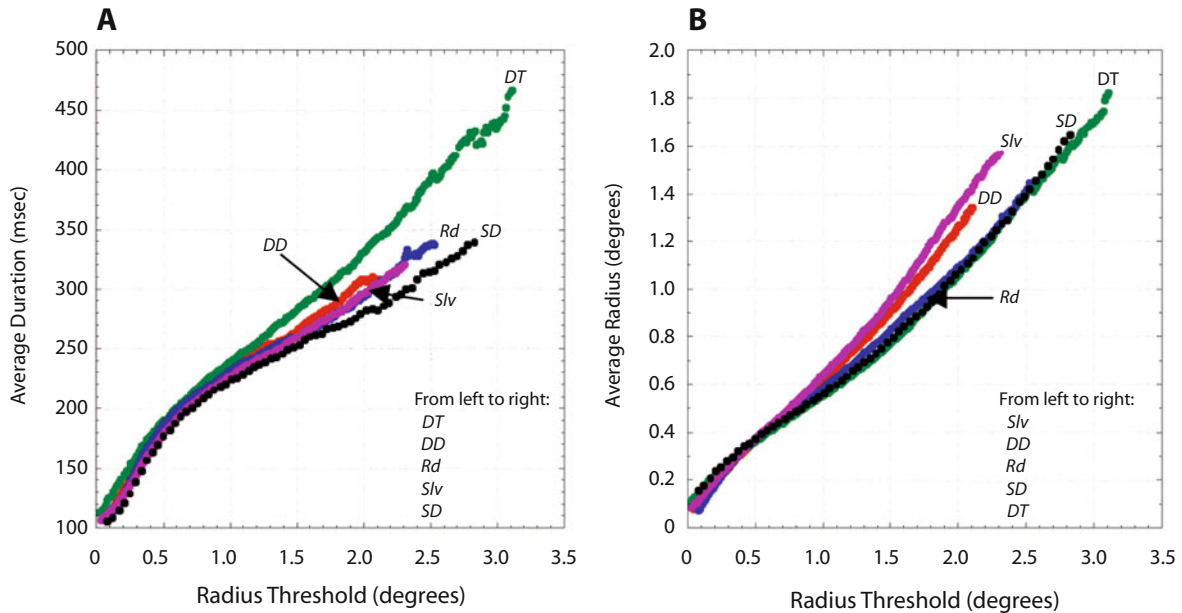 A
500
450
400
350
300
250
200
150
100
0
0.5
1.0
1.5
2.0
2.5
3.0
3.5
Average Duration (msec)
Radius Threshold (degrees)
DT
DD
Rd
SD
Slv
From left to right:
DT
DD
Rd
Slv
SD
B
2.0
1.8
1.6
1.4
1.2
1.0
0.8
0.6
0.4
0.2
0
0
0.5
1.0
1.5
2.0
2.5
3.0
3.5
Average Radius (degrees)
Radius Threshold (degrees)
DT
SD
Slv
DD
Rd
From left to right:
Slv
DD
Rd
SD
DT